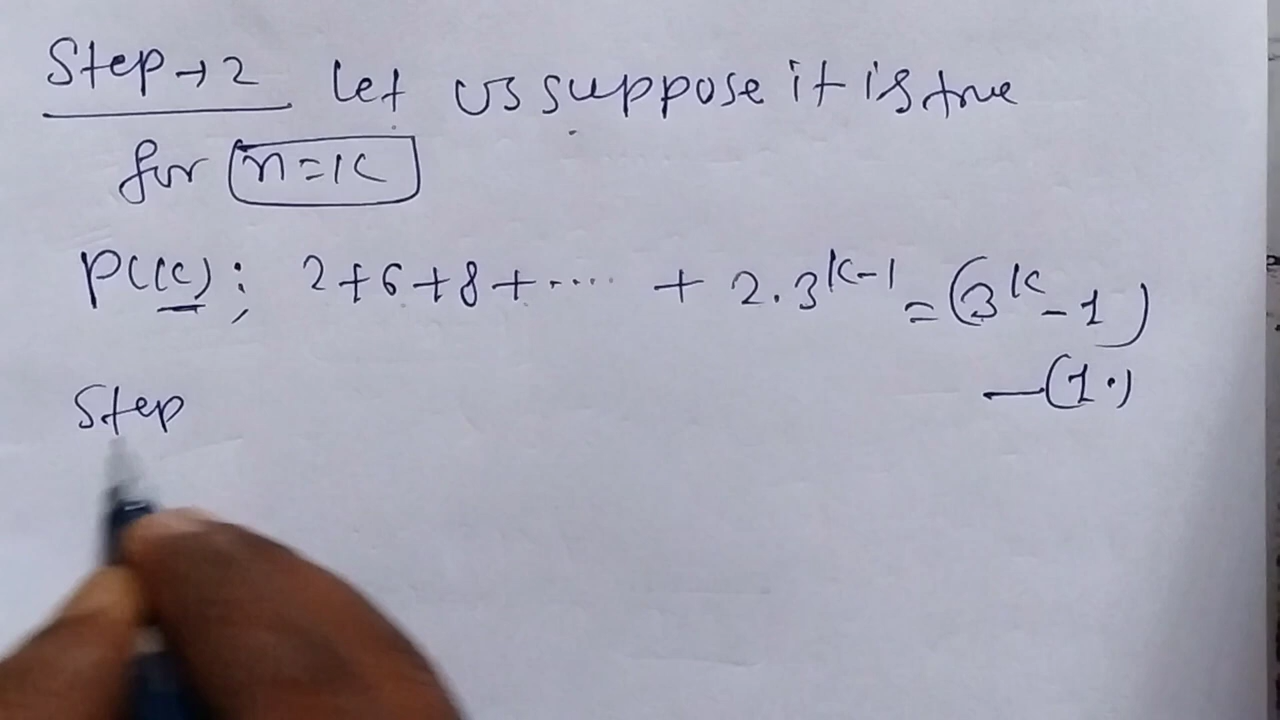 Step→2 Let us suppose it is true
for n=k
P(k): 2+6+8+.... + 2.3^{k-1} = (3^k - 1)
—(1.)
Step